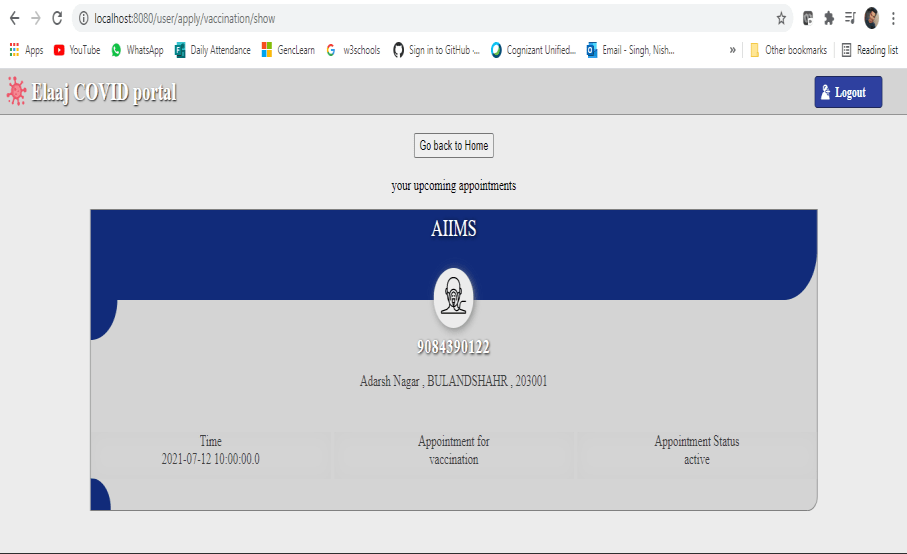 localhost:8080/user/apply/vaccination/show
Apps YouTube WhatsApp Daily Attendance GencLearn w3schools Sign in to GitHub ·... Cognizant Unified... Email - Singh, Nish... » Other bookmarks Reading list
Elaaj COVID portal Logout
Go back to Home
your upcoming appointments
AIIMS
9084390122
Adarsh Nagar , BULANDSHAHR , 203001
Time Appointment for Appointment Status
2021-07-12 10:00:00.0 vaccination active